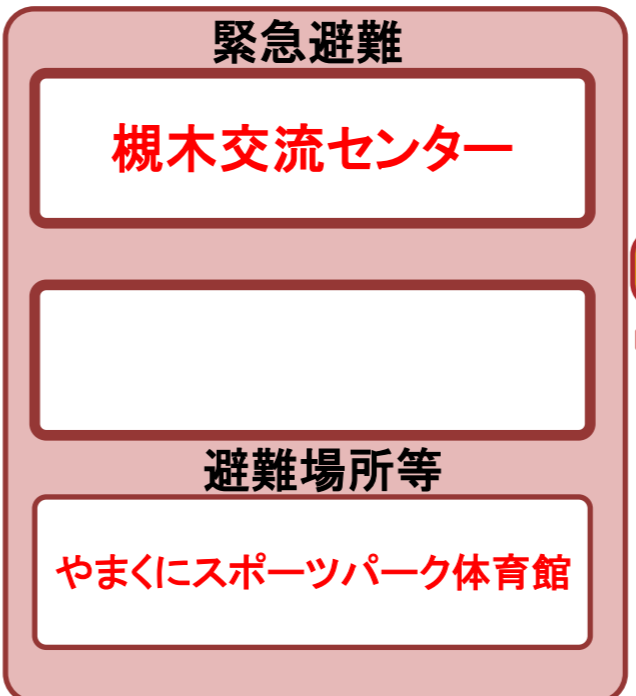 緊急避難
槻木交流センター
避難場所等
やまくにスポーツパーク体育館